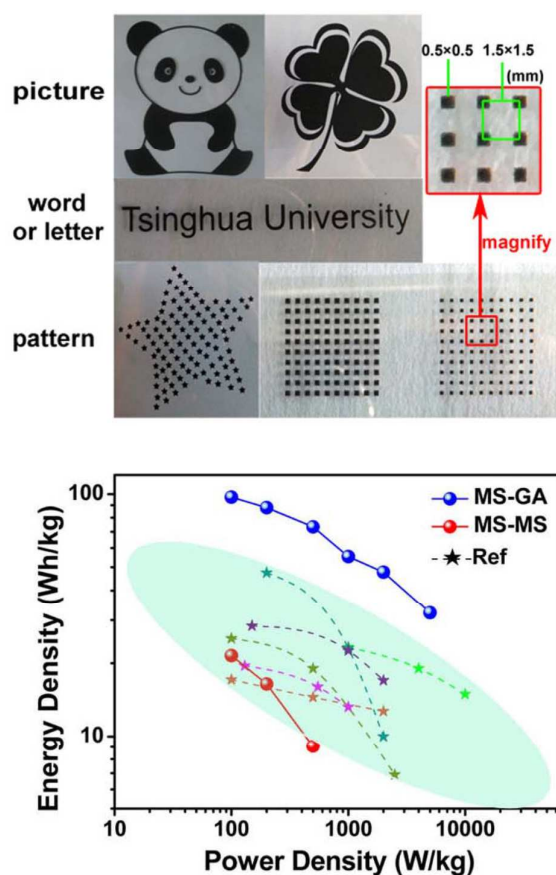 picture
0.5×0.5 1.5×1.5
(mm)
word
or letter
Tsinghua University
magnify
pattern
100
10
Energy Density (Wh/kg)
MS-GA
MS-MS
Ref
10 100 1000 10000
Power Density (W/kg)